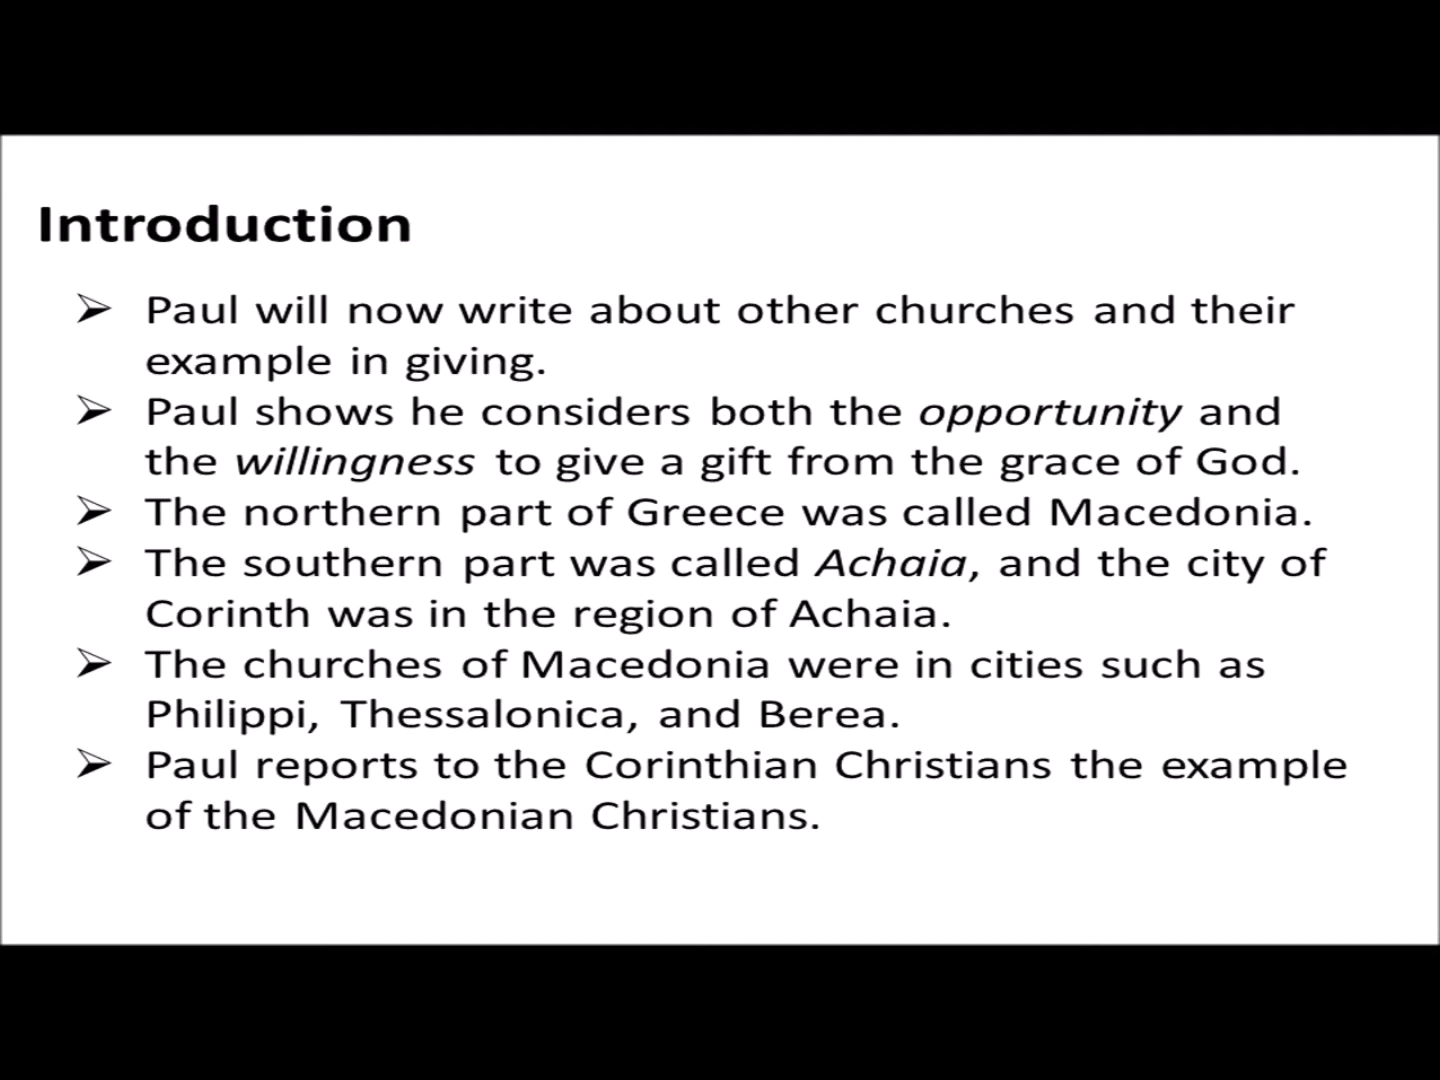 Introduction
➢ Paul will now write about other churches and their
example in giving.
➢ Paul shows he considers both the opportunity and
the willingness to give a gift from the grace of God.
➢ The northern part of Greece was called Macedonia.
➢ The southern part was called Achaia, and the city of
Corinth was in the region of Achaia.
➢ The churches of Macedonia were in cities such as
Philippi, Thessalonica, and Berea.
➢ Paul reports to the Corinthian Christians the example
of the Macedonian Christians.